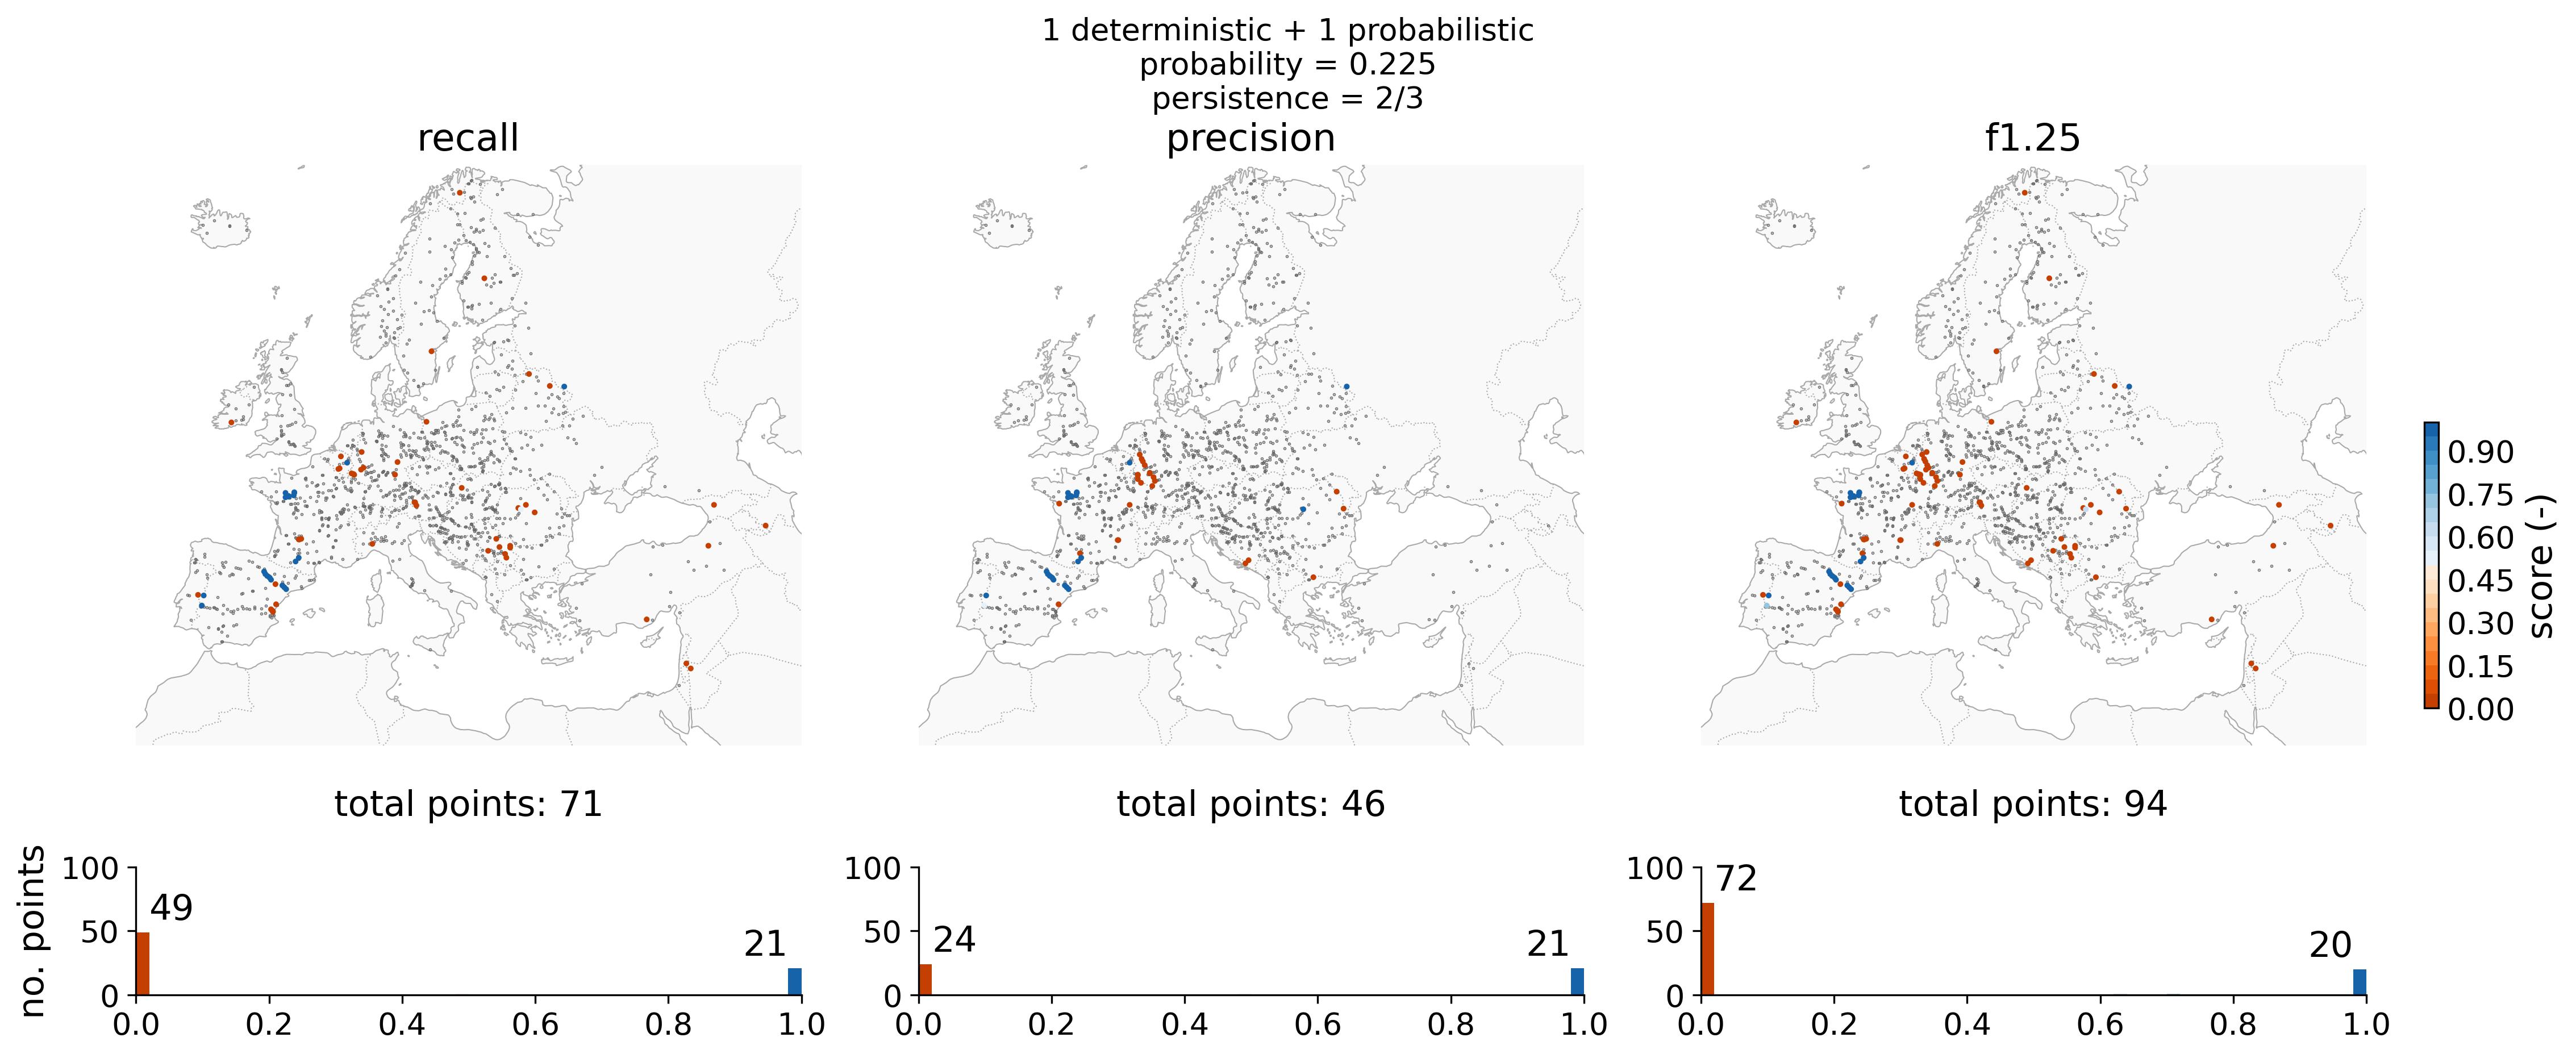 1 deterministic + 1 probabilistic
probability = 0.225
persistence = 2/3
recall
precision
f1.25
0.90
0.75
0.60
0.45
0.30
0.15
0.00
score (-)
total points: 71
total points: 46
total points: 94
no. points
100
50
0
49
21
0.0 0.2 0.4 0.6 0.8 1.0
100
50
0
24
21
0.0 0.2 0.4 0.6 0.8 1.0
100
50
0
72
20
0.0 0.2 0.4 0.6 0.8 1.0